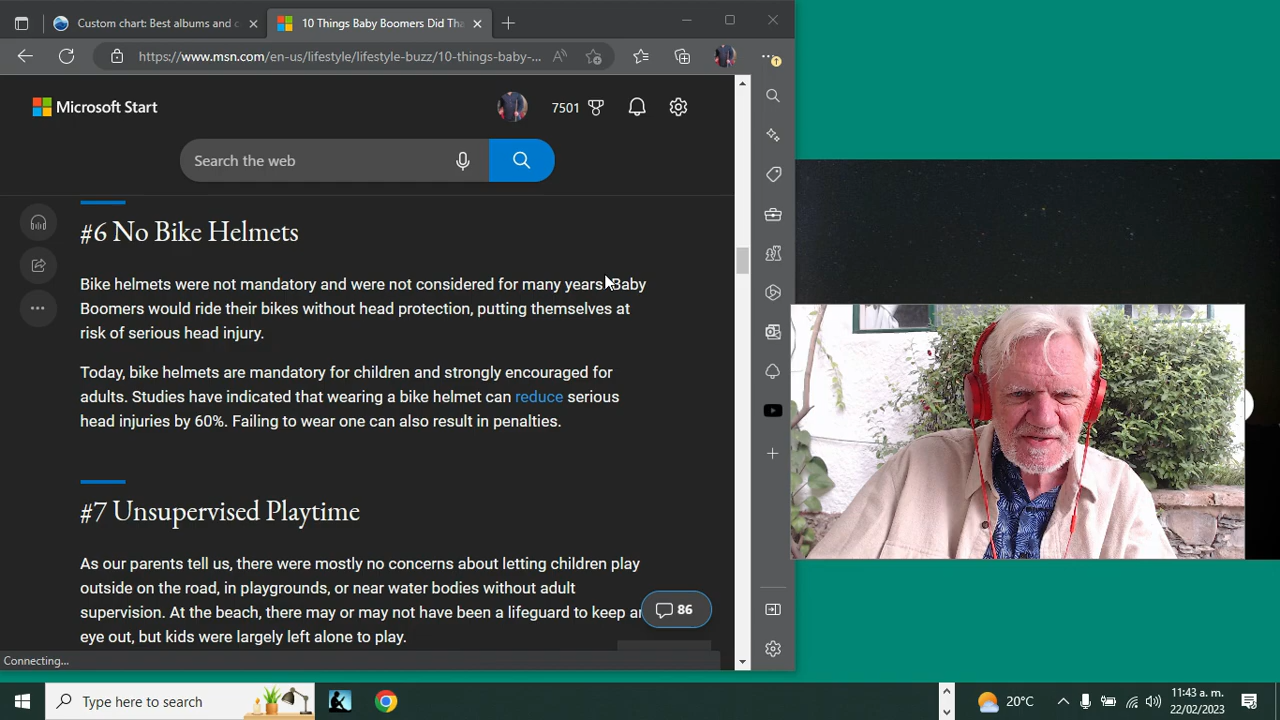 Custom chart: Best albums and c
10 Things Baby Boomers Did Tha
https://www.msn.com/en-us/lifestyle/lifestyle-buzz/10-things-baby-...
Microsoft Start
7501
Search the web
#6 No Bike Helmets
Bike helmets were not mandatory and were not considered for many years. Baby
Boomers would ride their bikes without head protection, putting themselves at
risk of serious head injury.
Today, bike helmets are mandatory for children and strongly encouraged for
adults. Studies have indicated that wearing a bike helmet can reduce serious
head injuries by 60%. Failing to wear one can also result in penalties.
#7 Unsupervised Playtime
As our parents tell us, there were mostly no concerns about letting children play
outside on the road, in playgrounds, or near water bodies without adult
supervision. At the beach, there may or may not have been a lifeguard to keep an
eye out, but kids were largely left alone to play.
86
Connecting...
Type here to search
20°C
11:43 a. m.
22/02/2023